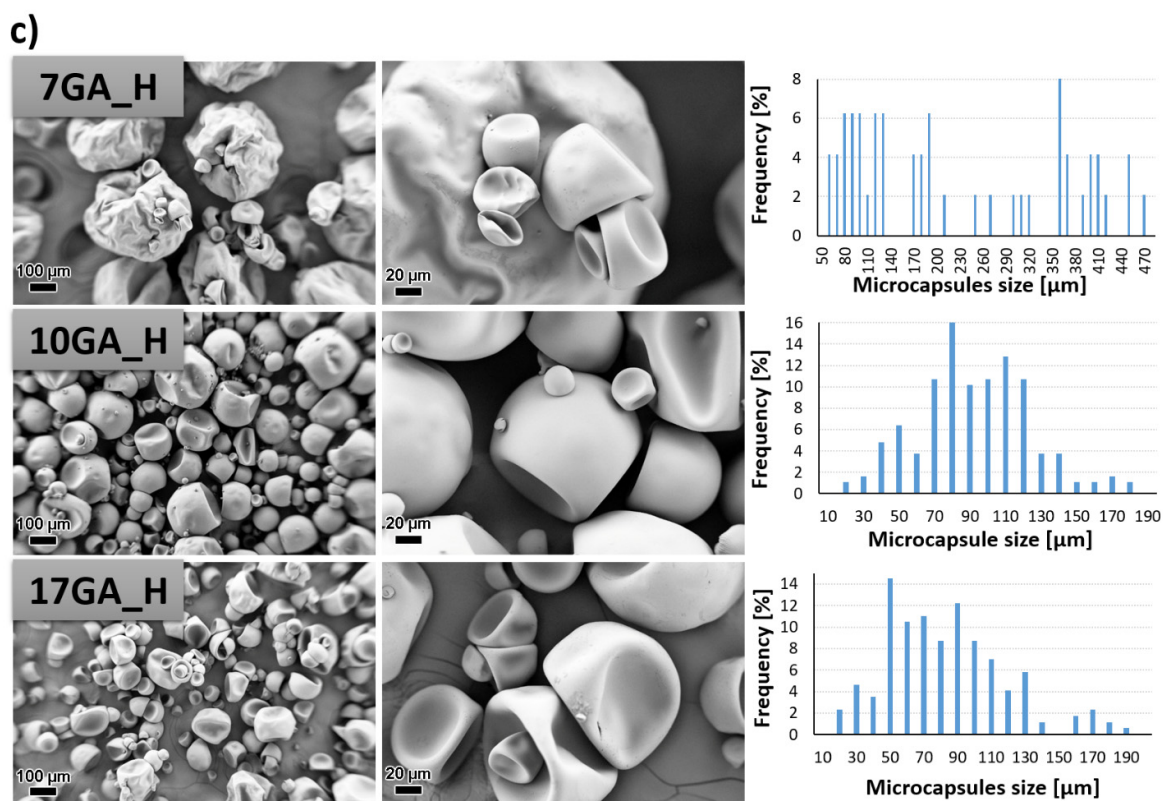 c)
7GA_H
100 µm
20 µm
Frequency [%]
8
6
4
2
0
50 80 110 140 170 200 230 260 290 320 350 380 410 440 470
Microcapsules size [µm]
10GA_H
100 µm
20 µm
Frequency [%]
16
14
12
10
8
6
4
2
0
10 30 50 70 90 110 130 150 170 190
Microcapsule size [µm]
17GA_H
100 µm
20 µm
Frequency [%]
14
12
10
8
6
4
2
0
10 30 50 70 90 110 130 150 170 190
Microcapsules size [µm]